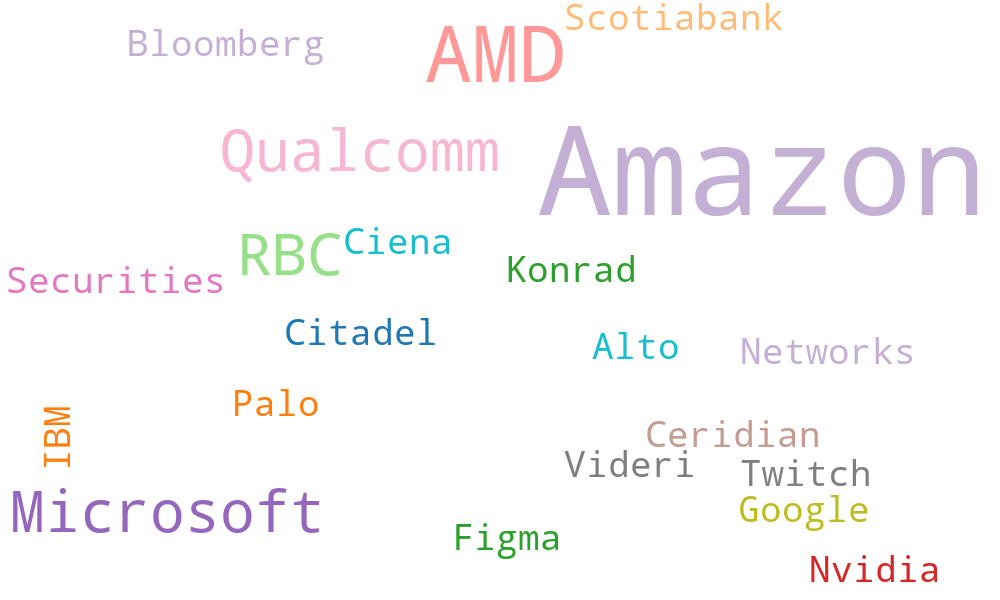 Scotiabank
Bloomberg
AMD
Qualcomm
Amazon
RBC
Ciena
Konrad
Securities
Citadel
Alto
Networks
Palo
IBM
Ceridian
Videri
Twitch
Microsoft
Google
Figma
Nvidia